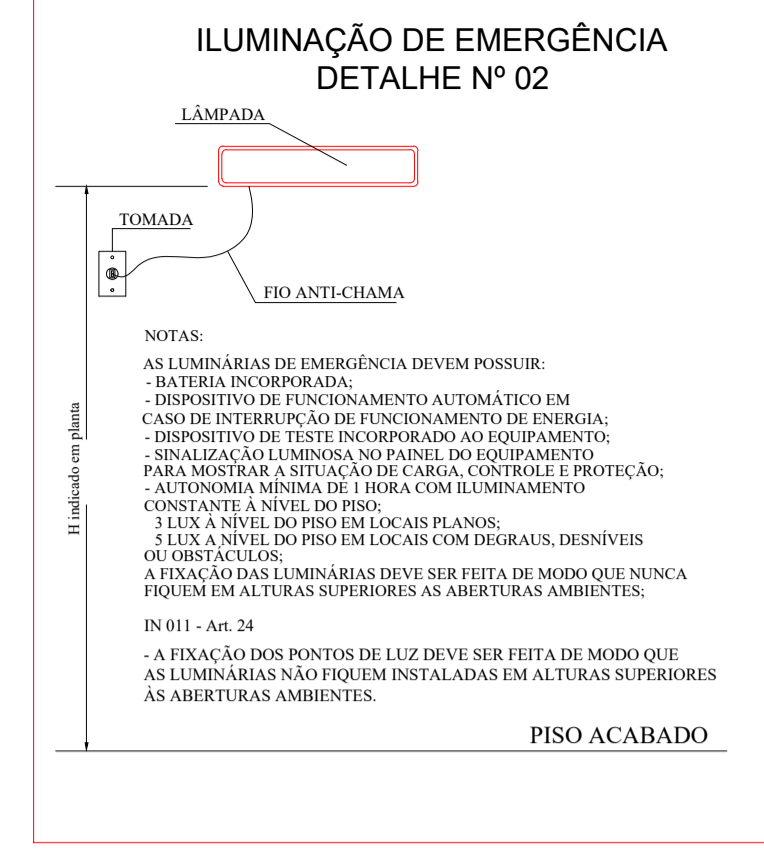 ILUMINAÇÃO DE EMERGÊNCIA
DETALHE Nº 02
LÂMPADA
TOMADA
FIO ANTI-CHAMA
H indicado em planta
NOTAS:
AS LUMINÁRIAS DE EMERGÊNCIA DEVEM POSSUIR:
- BATERIA INCORPORADA;
- DISPOSITIVO DE FUNCIONAMENTO AUTOMÁTICO EM
CASO DE INTERRUPÇÃO DE FUNCIONAMENTO DE ENERGIA;
- DISPOSITIVO DE TESTE INCORPORADO AO EQUIPAMENTO;
- SINALIZAÇÃO LUMINOSA NO PAINEL DO EQUIPAMENTO
PARA MOSTRAR A SITUAÇÃO DE CARGA, CONTROLE E PROTEÇÃO;
- AUTONOMIA MÍNIMA DE 1 HORA COM ILUMINAMENTO
CONSTANTE À NÍVEL DO PISO;
3 LUX À NÍVEL DO PISO EM LOCAIS PLANOS;
5 LUX A NÍVEL DO PISO EM LOCAIS COM DEGRAUS, DESNÍVEIS
OU OBSTÁCULOS;
A FIXAÇÃO DAS LUMINÁRIAS DEVE SER FEITA DE MODO QUE NUNCA
FIQUEM EM ALTURAS SUPERIORES AS ABERTURAS AMBIENTES;
IN 011 - Art. 24
- A FIXAÇÃO DOS PONTOS DE LUZ DEVE SER FEITA DE MODO QUE
AS LUMINÁRIAS NÃO FIQUEM INSTALADAS EM ALTURAS SUPERIORES
ÀS ABERTURAS AMBIENTES.
PISO ACABADO